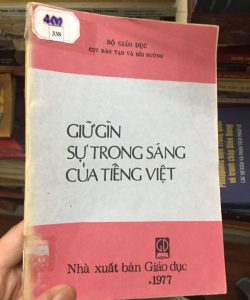 400
338
BỘ GIÁO DỤC
CỤC ĐÀO TẠO VÀ BỒI DƯỠNG
GIỮ GÌN
SỰ TRONG SÁNG
CỦA TIẾNG VIỆT
Nhà xuất bản Giáo dục
1977